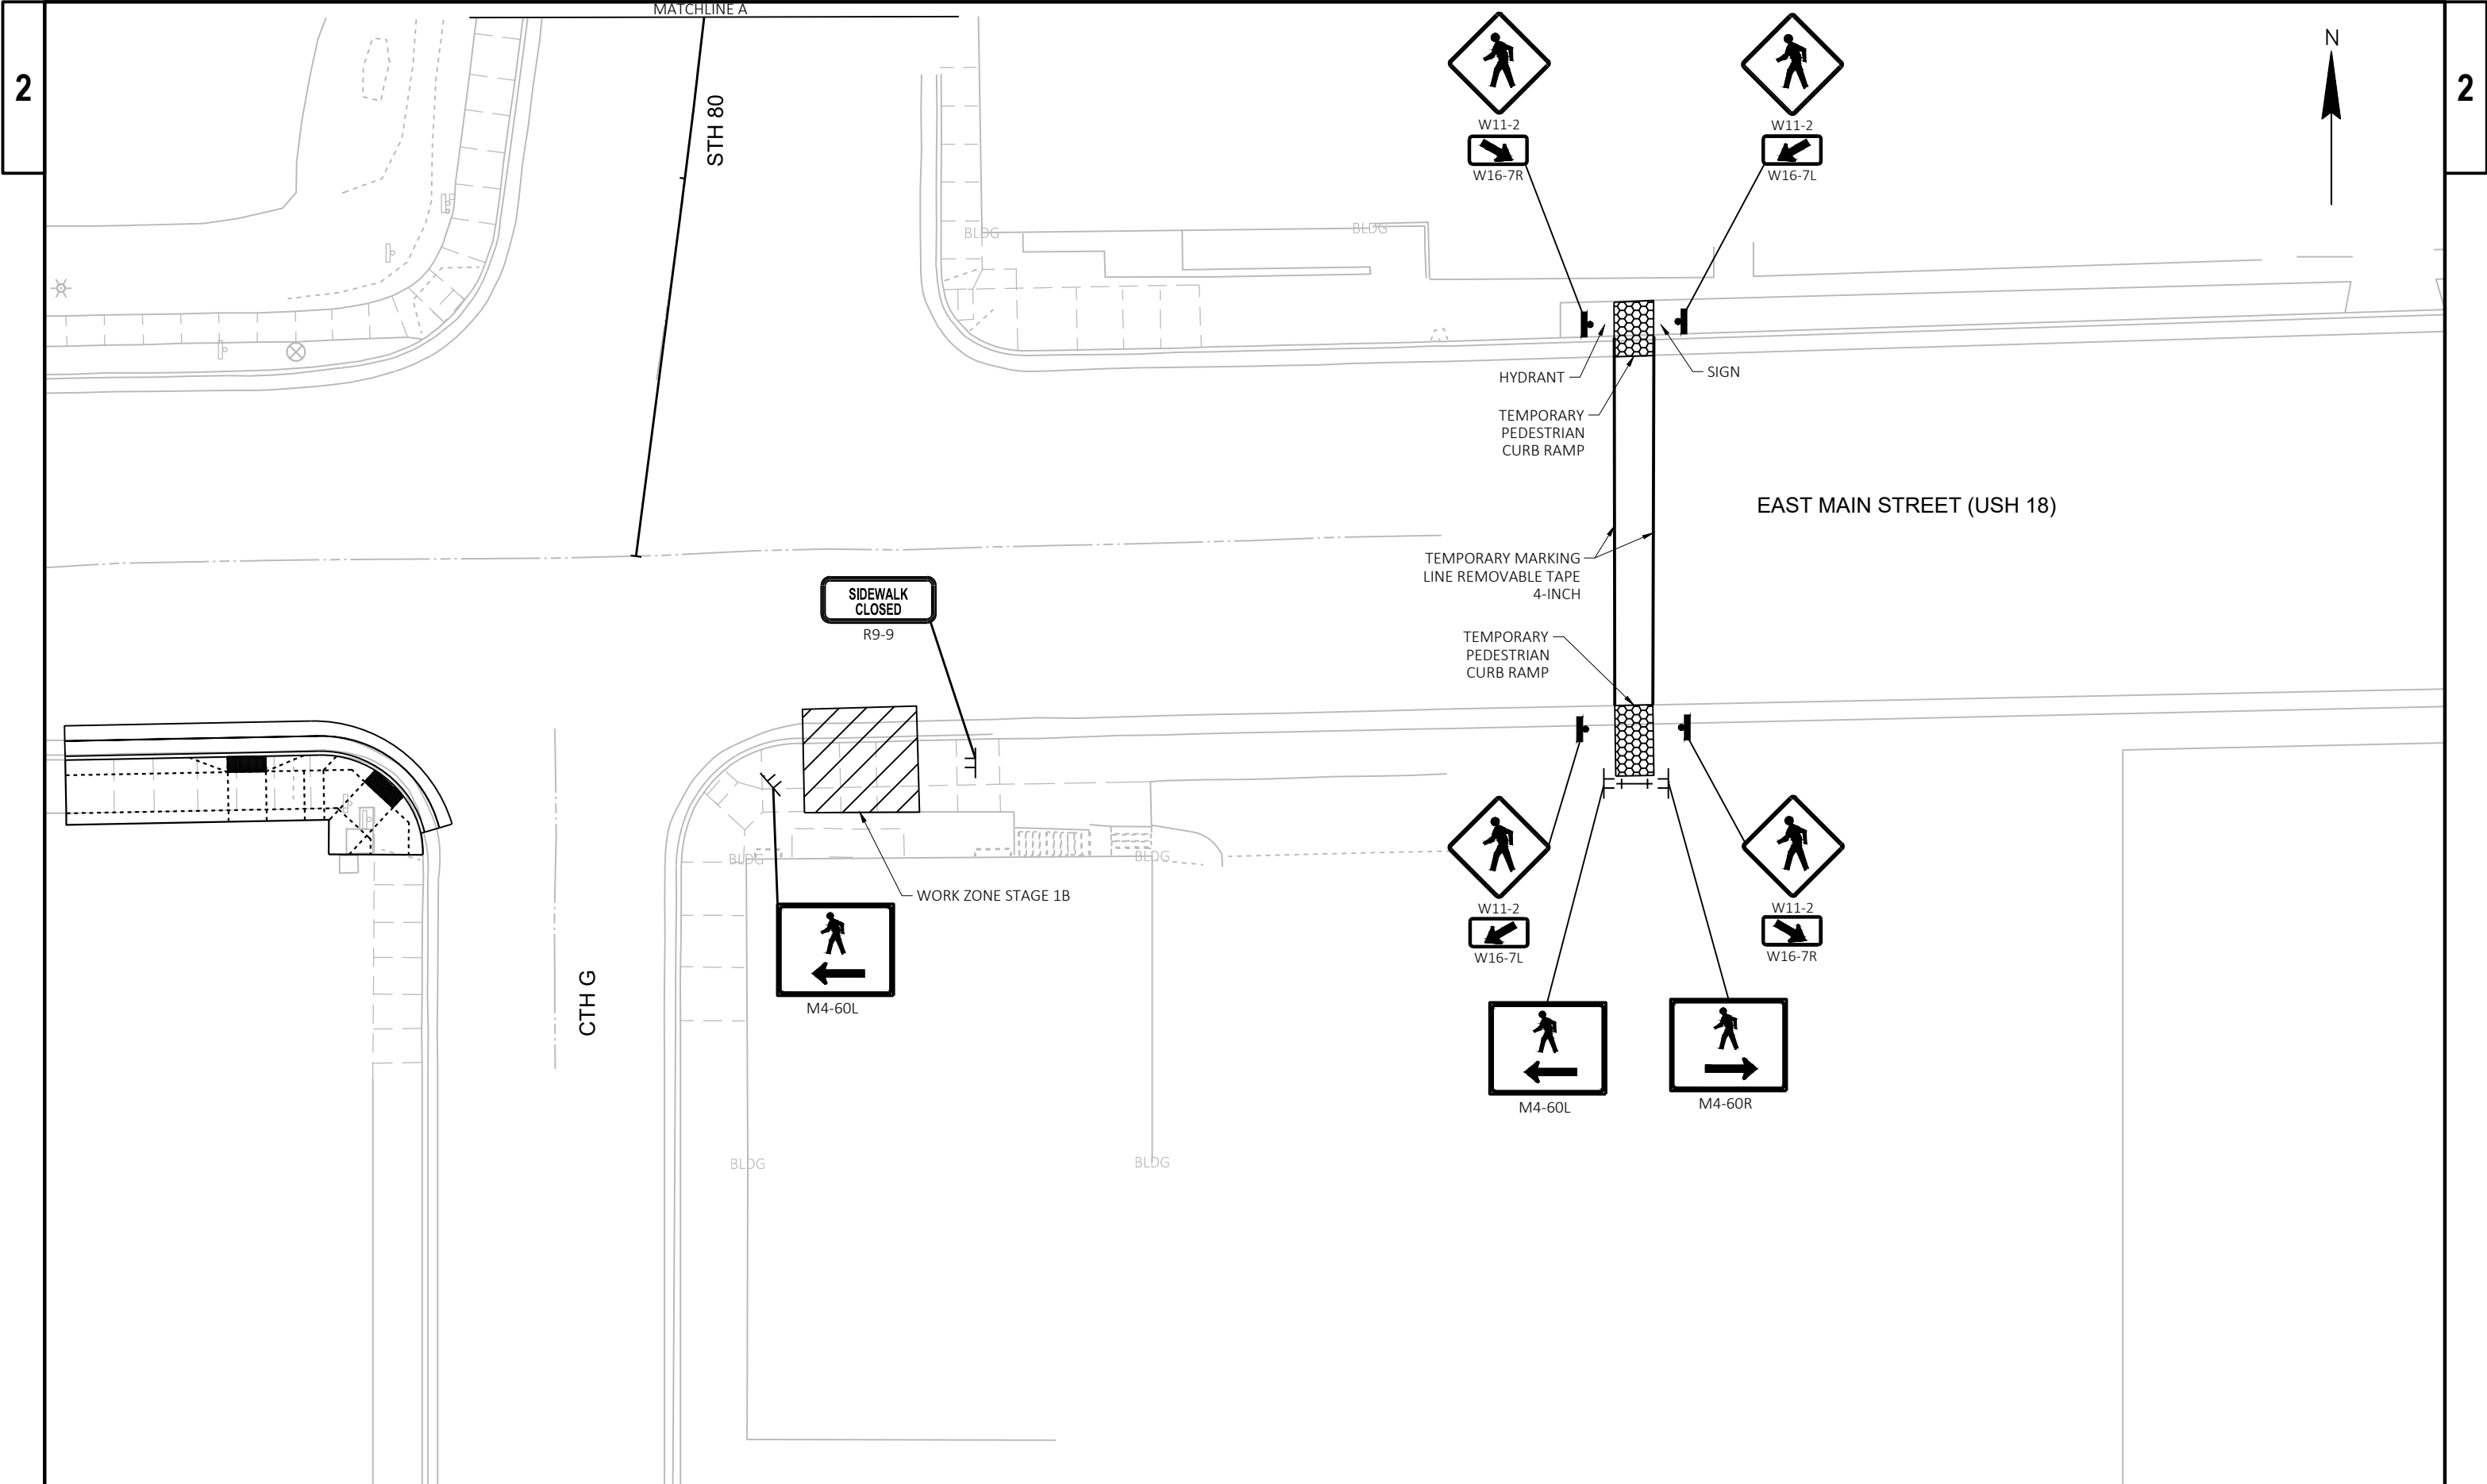 MATCHLINE A
2
2
N
STH 80
W11-2
W16-7R
W11-2
W16-7L
BLDG
BLDG
HYDRANT
SIGN
TEMPORARY
PEDESTRIAN
CURB RAMP
EAST MAIN STREET (USH 18)
TEMPORARY MARKING
LINE REMOVABLE TAPE
4-INCH
SIDEWALK
CLOSED
R9-9
TEMPORARY
PEDESTRIAN
CURB RAMP
BLDG
BLDG
WORK ZONE STAGE 1B
W11-2
W16-7L
W11-2
W16-7R
CTH G
M4-60L
M4-60L
M4-60R
BLDG
BLDG